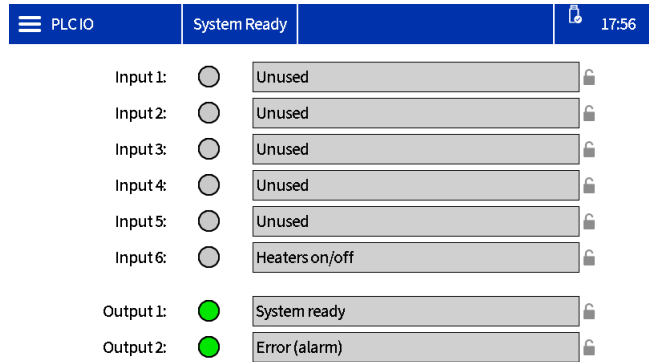 PLC IO System Ready 17:56
Input 1: Unused
Input 2: Unused
Input 3: Unused
Input 4: Unused
Input 5: Unused
Input 6: Heaters on/off
Output 1: System ready
Output 2: Error (alarm)